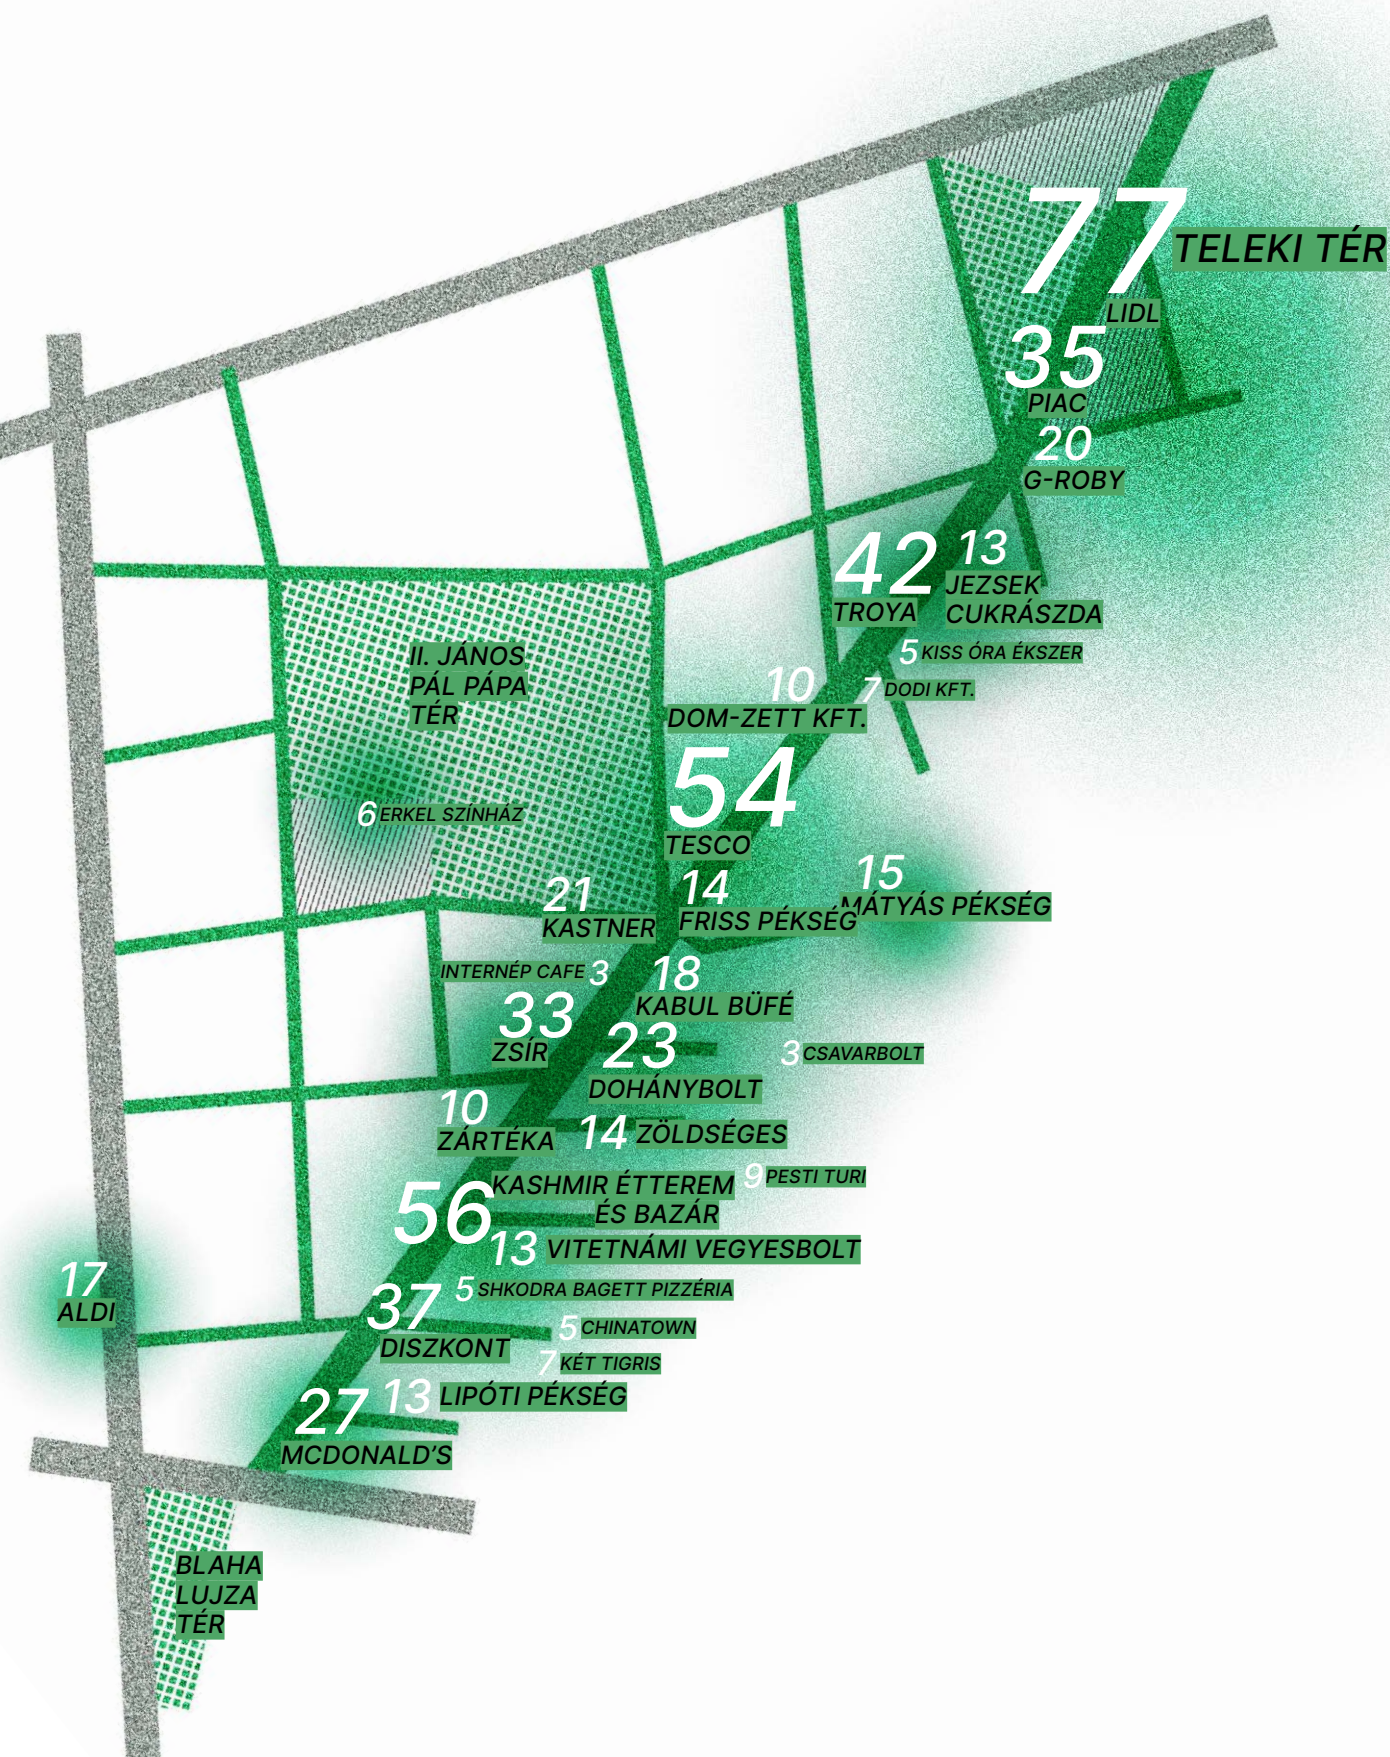 77
TELEKI TÉR
LIDL
35
PIAC
20
G-ROBY
42
TROYA
13
JEZSEK
CUKRÁSZDA
5 KISS ÓRA ÉKSZER
10
DOM-ZETT KFT.
7 DODI KFT.
II. JÁNOS
PÁL PÁPA
TÉR
54
TESCO
6 ERKEL SZÍNHÁZ
21
KASTNER
14
FRISS PÉKSÉG
15
MÁTYÁS PÉKSÉG
INTERNÉP CAFE 3
18
KABUL BÜFÉ
33
ZSÍR
23
DOHÁNYBOLT
3 CSAVARBOLT
10
ZÁRTÉKA
14 ZÖLDSÉGES
56
KASHMIR ÉTTEREM
ÉS BAZÁR
9 PESTI TURI
13 VITETNÁMI VEGYESBOLT
17
ALDI
37
DISZKONT
5 SHKODRA BAGETT PIZZÉRIA
5 CHINATOWN
7 KÉT TIGRIS
27
MCDONALD'S
13 LIPÓTI PÉKSÉG
BLAHA
LUJZA
TÉR